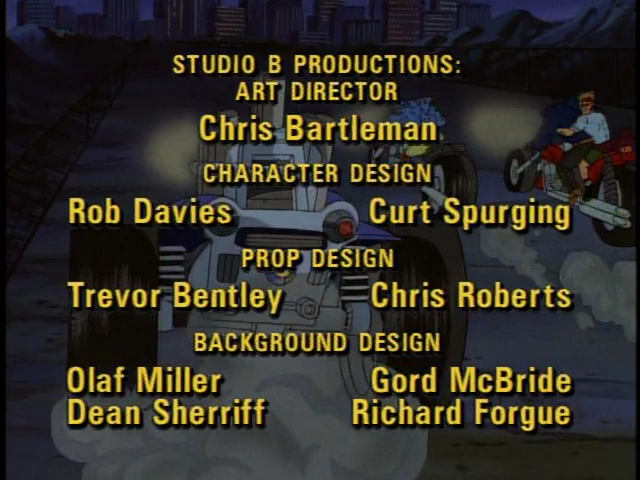 STUDIO B PRODUCTIONS:
ART DIRECTOR
Chris Bartleman
CHARACTER DESIGN
Rob Davies Curt Spurging
PROP DESIGN
Trevor Bentley Chris Roberts
BACKGROUND DESIGN
Olaf Miller Gord McBride
Dean Sherriff Richard Forgue